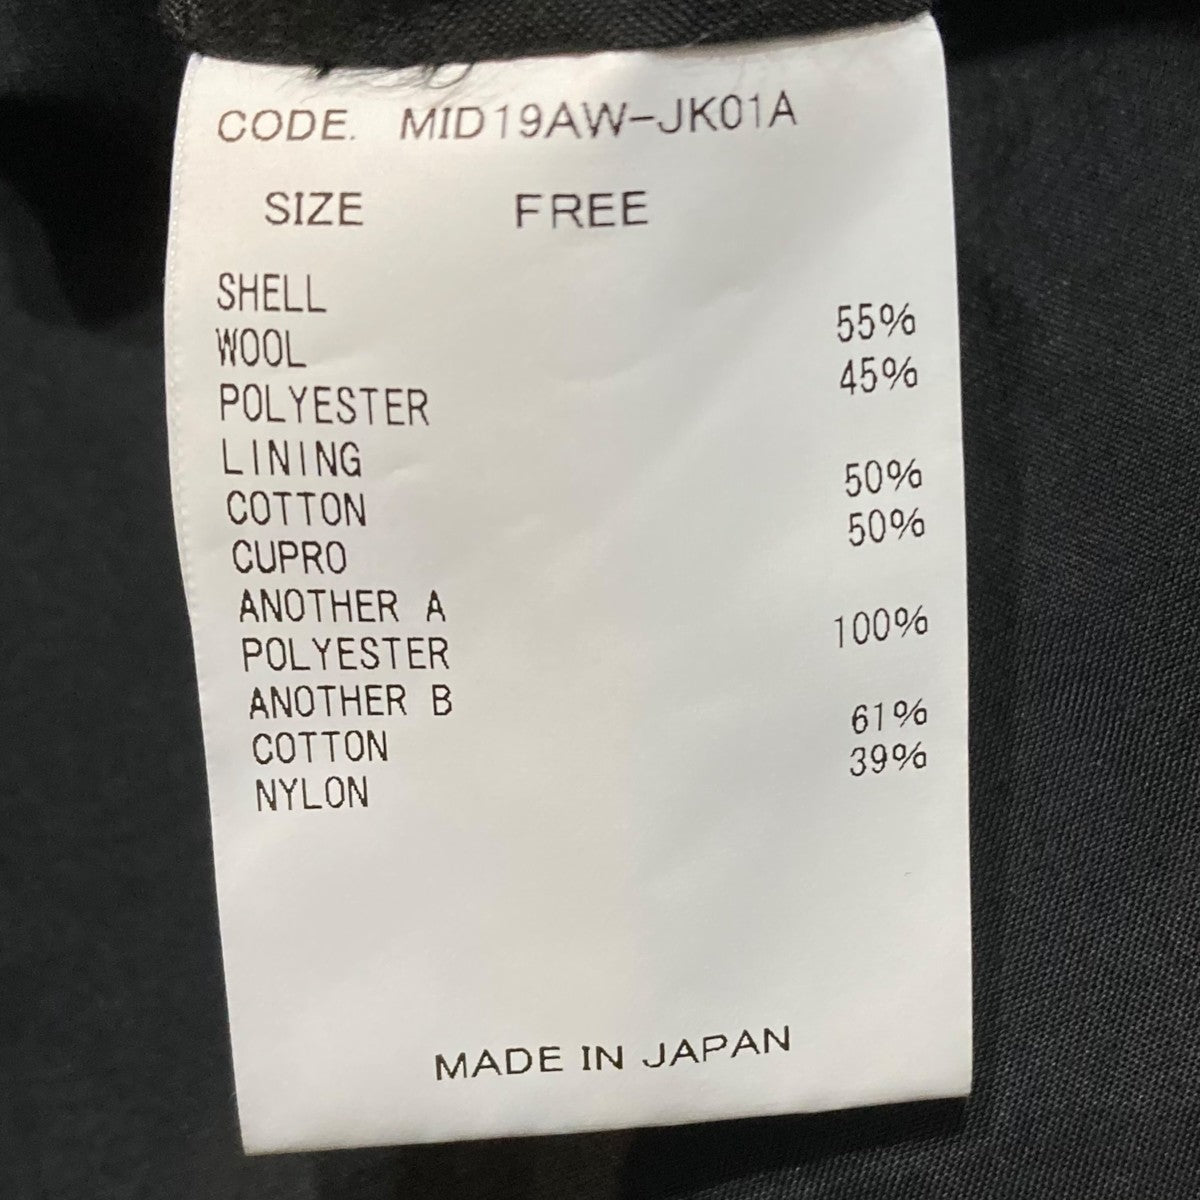 CODE. MID19AW-JK01A
SIZE FREE
SHELL
WOOL 55%
POLYESTER 45%
LINING
COTTON 50%
CUPRO 50%
ANOTHER A
POLYESTER 100%
ANOTHER B
COTTON 61%
NYLON 39%
MADE IN JAPAN